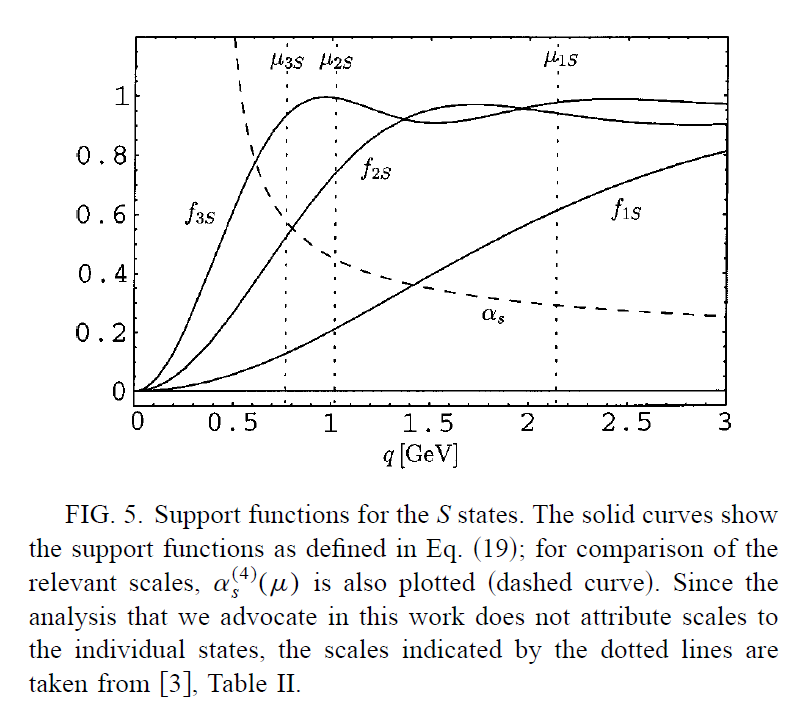 μ3S μ2S μ1S
1
0.8
f2S
f3S f1S
0.6
0.4
αs
0.2
0
0 0.5 1 1.5 2 2.5 3
q [GeV]
FIG. 5. Support functions for the S states. The solid curves show
the support functions as defined in Eq. (19); for comparison of the
relevant scales, αs(4)(μ) is also plotted (dashed curve). Since the
analysis that we advocate in this work does not attribute scales to
the individual states, the scales indicated by the dotted lines are
taken from [3], Table II.